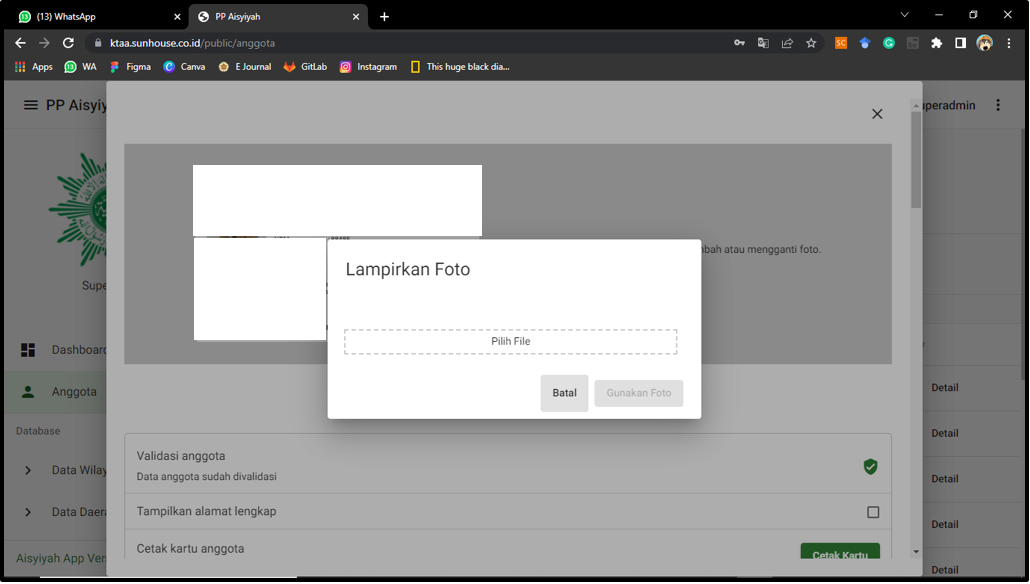 (13) WhatsApp
PP Aisyiyah
ktaa.sunhouse.co.id/public/anggota
Apps
WA
Figma
Canva
E Journal
GitLab
Instagram
This huge black dia...
PP Aisyiy
peradmin
bah atau mengganti foto.
Lampirkan Foto
Pilih File
Batal
Gunakan Foto
Supe
Dashboard
Anggota
Database
Data Wilay
Data Daera
Aisyiyah App Ver
Validasi anggota
Data anggota sudah divalidasi
Tampilkan alamat lengkap
Cetak kartu anggota
Cetak Kartu
Detail
Detail
Detail
Detail
Detail